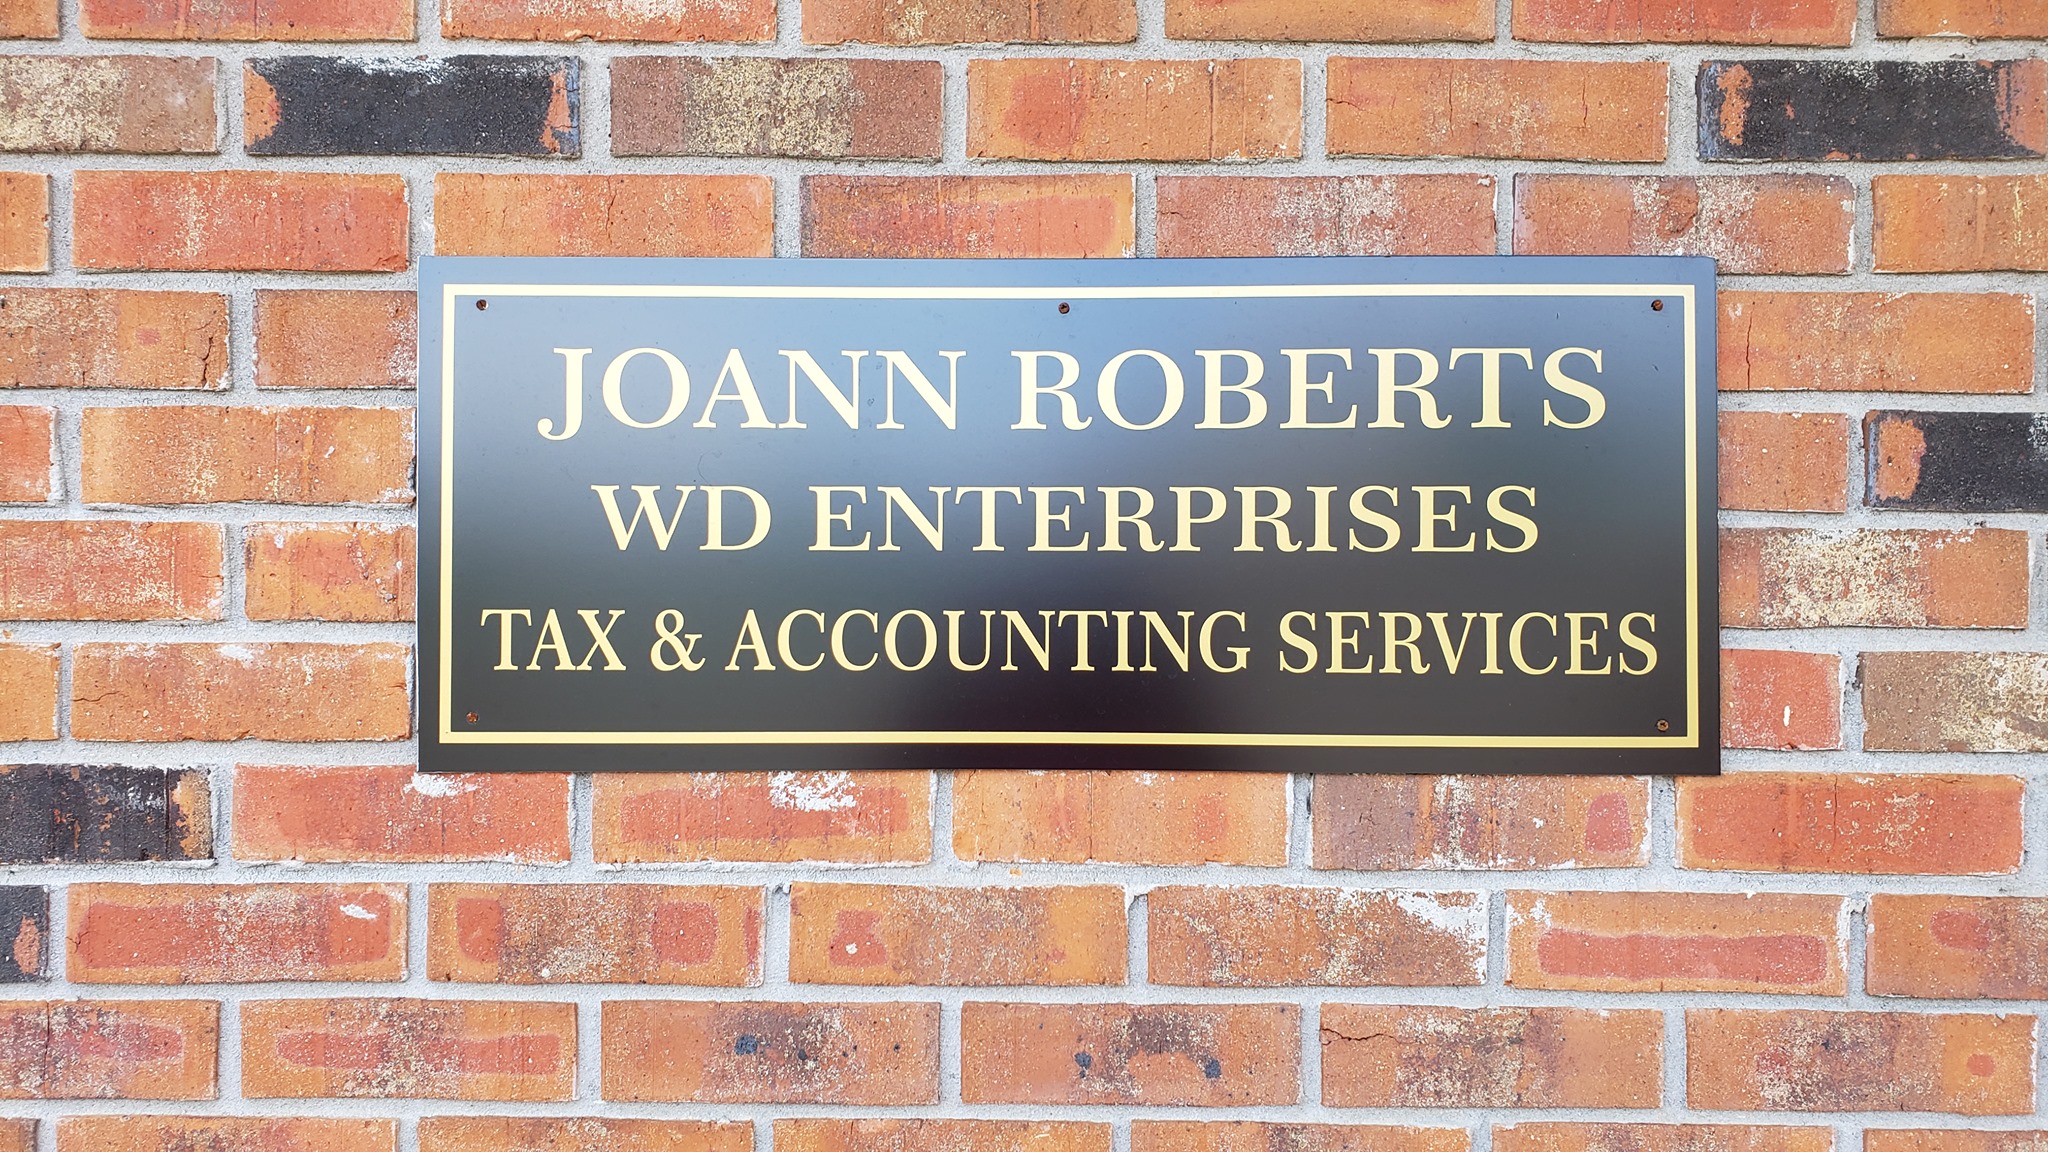 JOANN ROBERTS
WD ENTERPRISES
TAX & ACCOUNTING SERVICES